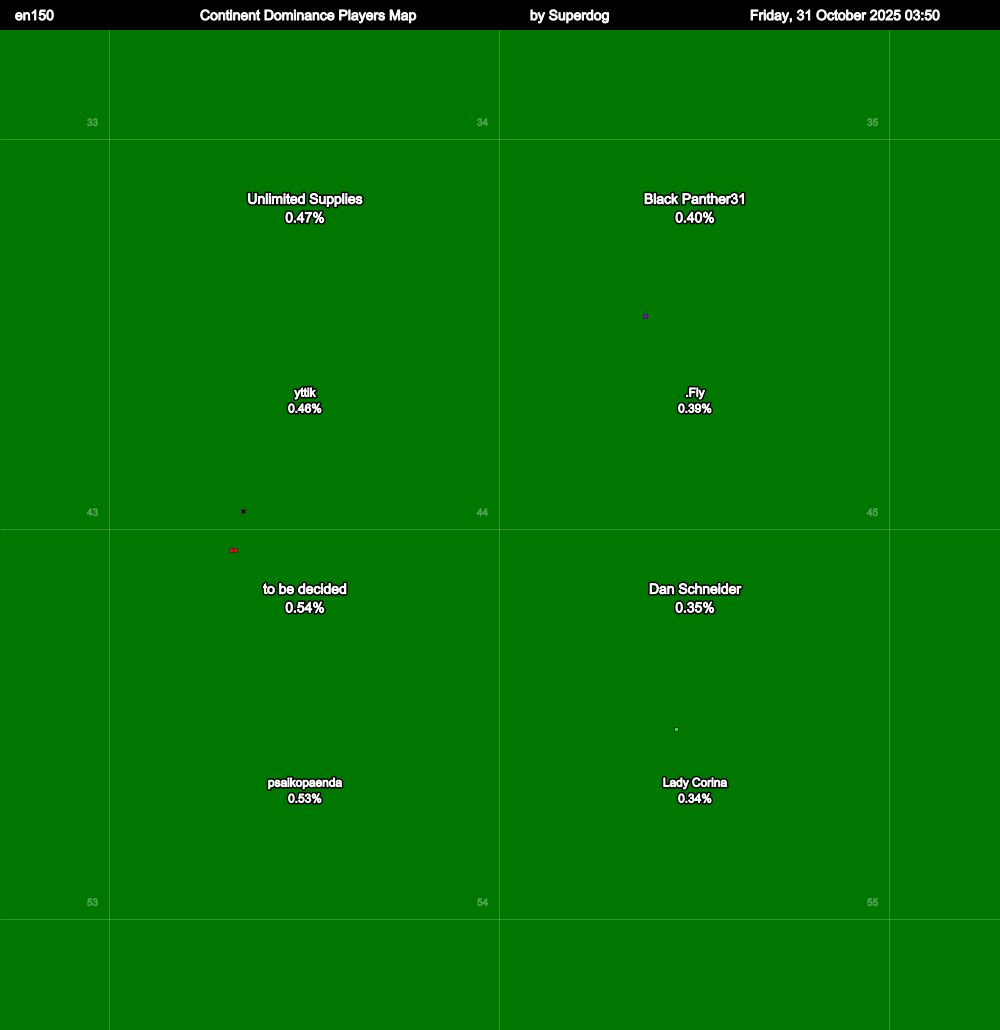 en150 Continent Dominance Players Map by Superdog Friday, 31 October 2025 03:50
33 34 35
Unlimited Supplies Black Panther31
0.47% 0.40%
yttik .Fly
0.46% 0.39%
43 44 45
to be decided Dan Schneider
0.54% 0.35%
psaikopaenda Lady Corina
0.53% 0.34%
53 54 55